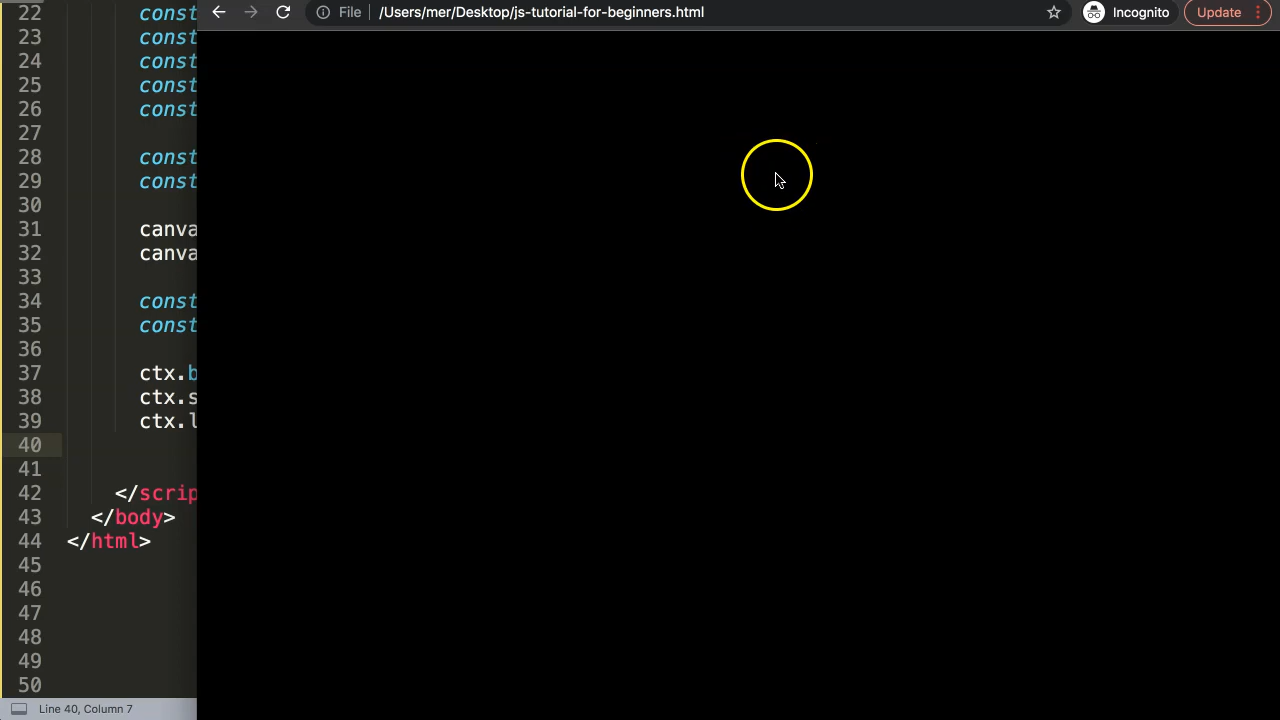 File /Users/mer/Desktop/js-tutorial-for-beginners.html Incognito Update
22 const
23 const
24 const
25 const
26 const
27
28 const
29 const
30
31 canva
32 canva
33
34 const
35 const
36
37 ctx.b
38 ctx.s
39 ctx.l
40
41
42 </scrip
43 </body>
44 </html>
45
46
47
48
49
50
Line 40, Column 7